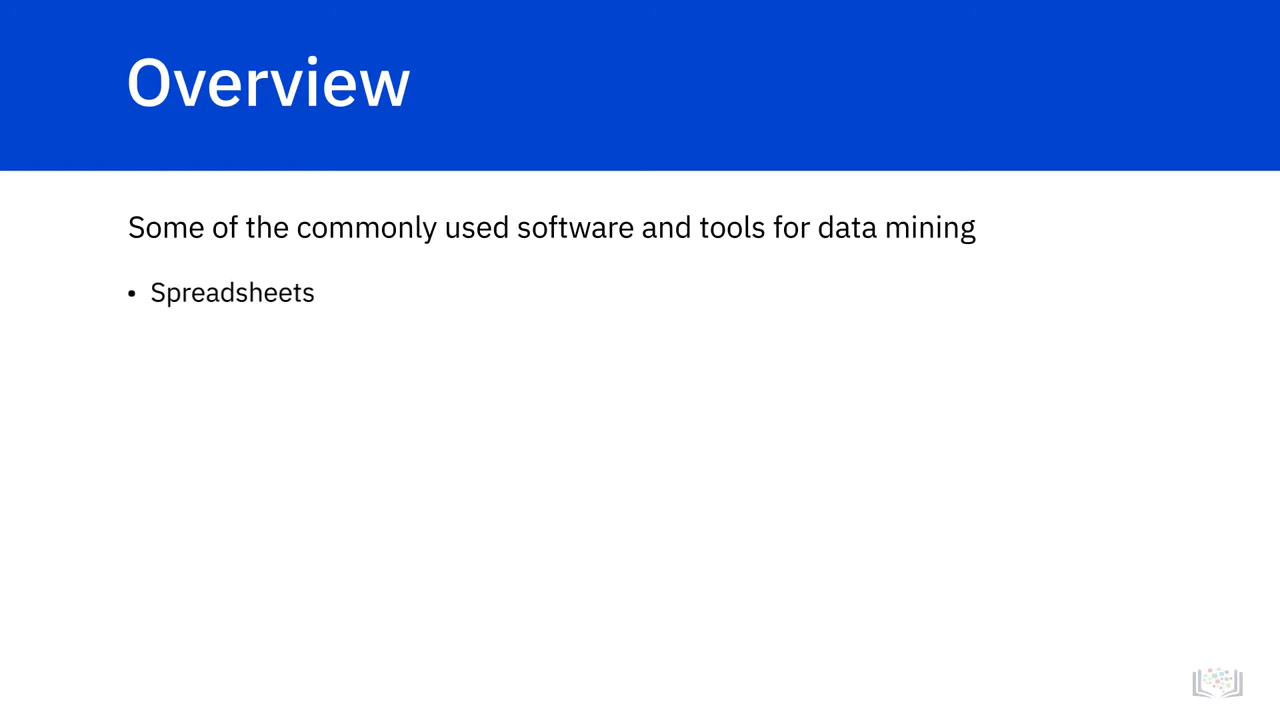 Overview
Some of the commonly used software and tools for data mining
• Spreadsheets